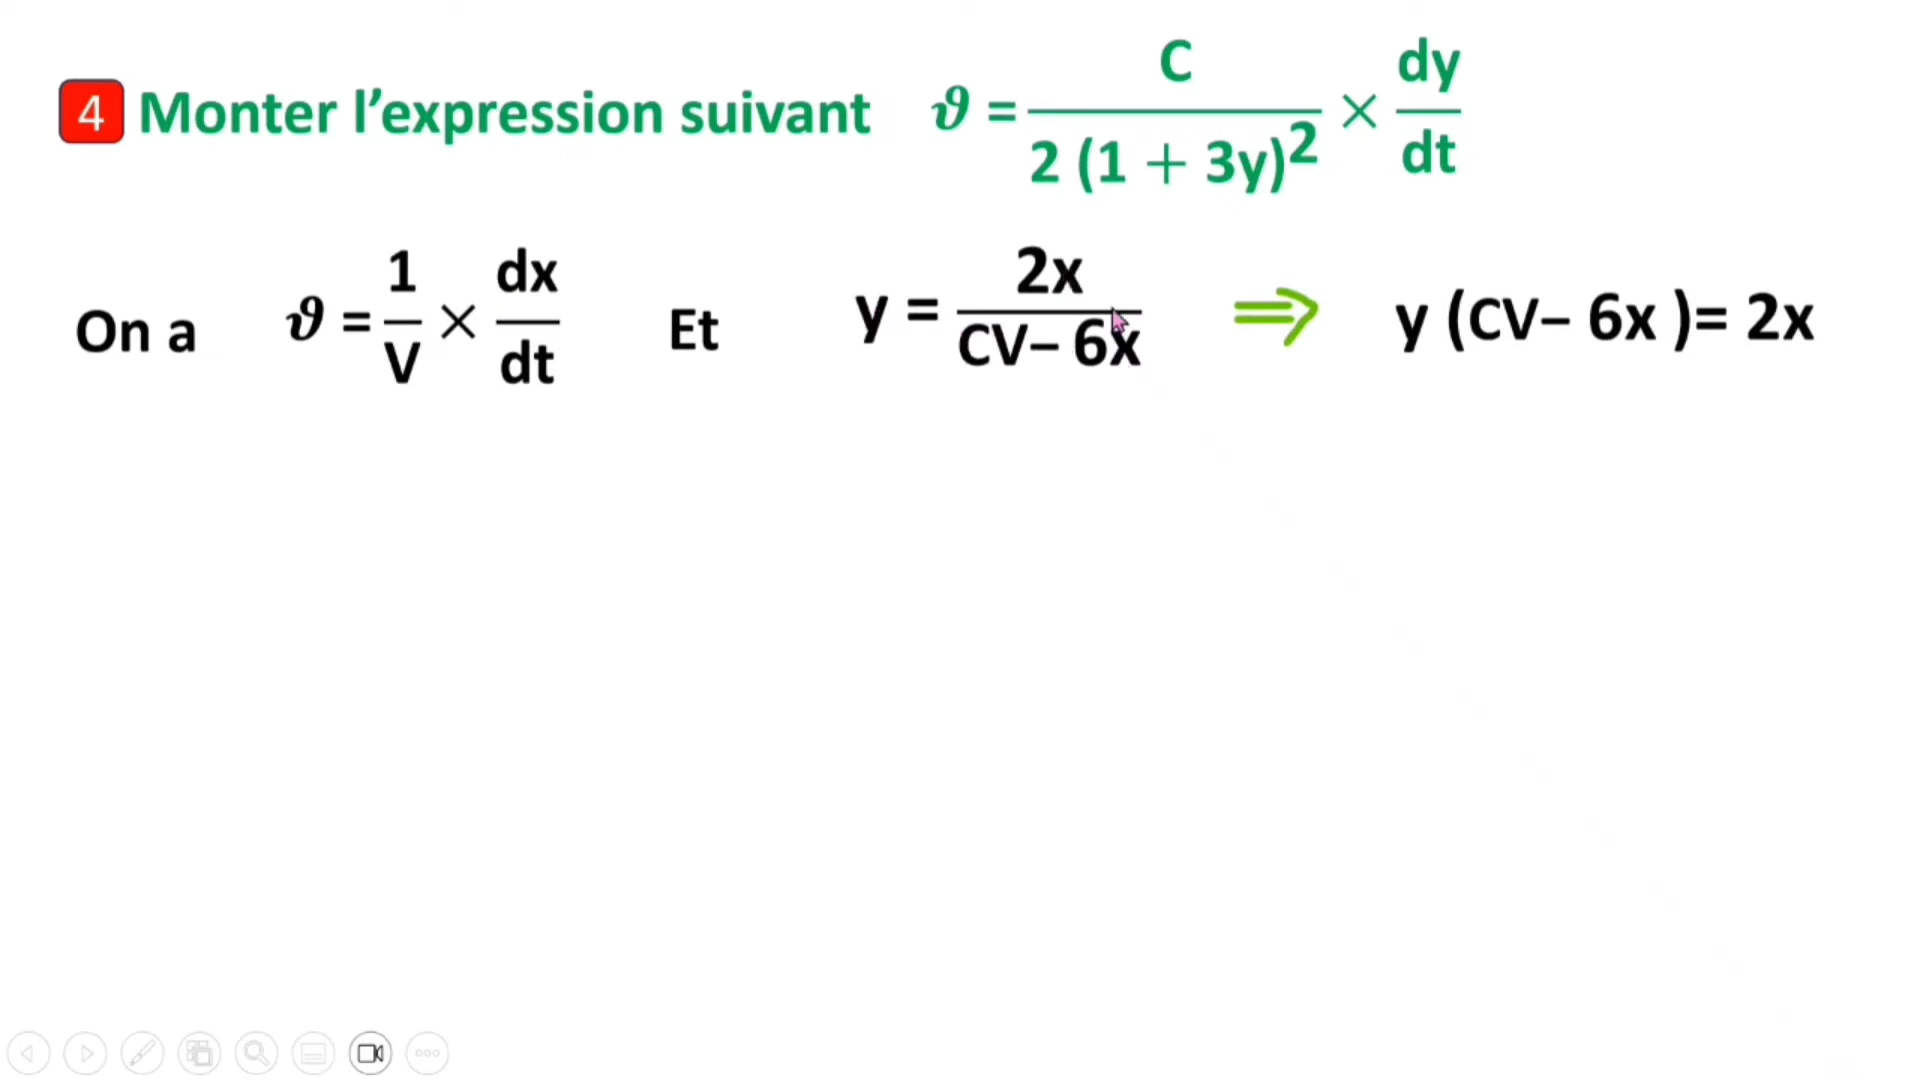 4 Monter l’expression suivant ϑ = C / 2 (1 + 3y)² × dy/dt
On a ϑ = 1/V × dx/dt Et y = 2x / CV– 6x ⇒ y (CV– 6x )= 2x